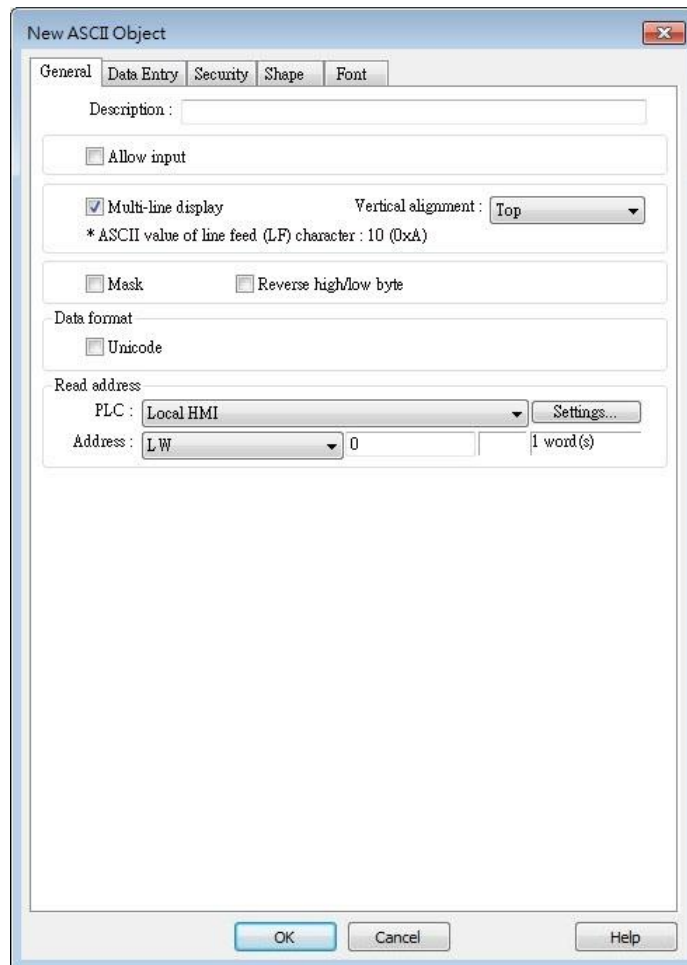 New ASCII Object
General Data Entry Security Shape Font
Description :
Allow input
Multi-line display Vertical alignment : Top
* ASCII value of line feed (LF) character : 10 (0xA)
Mask Reverse high/low byte
Data format
Unicode
Read address
PLC : Local HMI Settings...
Address : LW 0 1 word(s)
OK Cancel Help